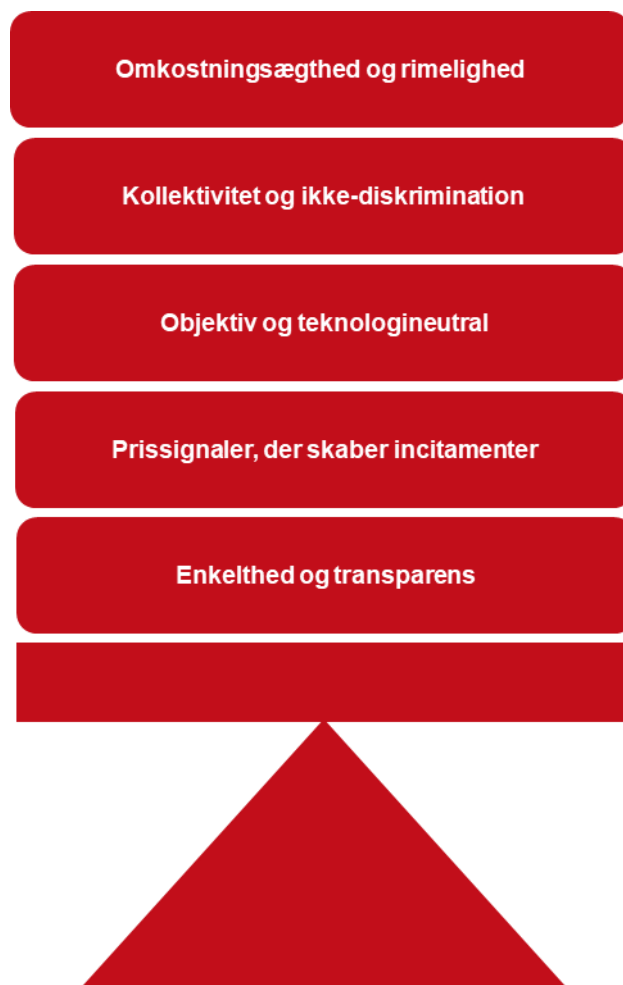 Omkostningsægthed og rimelighed
Kollektivitet og ikke-diskrimination
Objektiv og teknologineutral
Prissignaler, der skaber incitamenter
Enkelthed og transparens